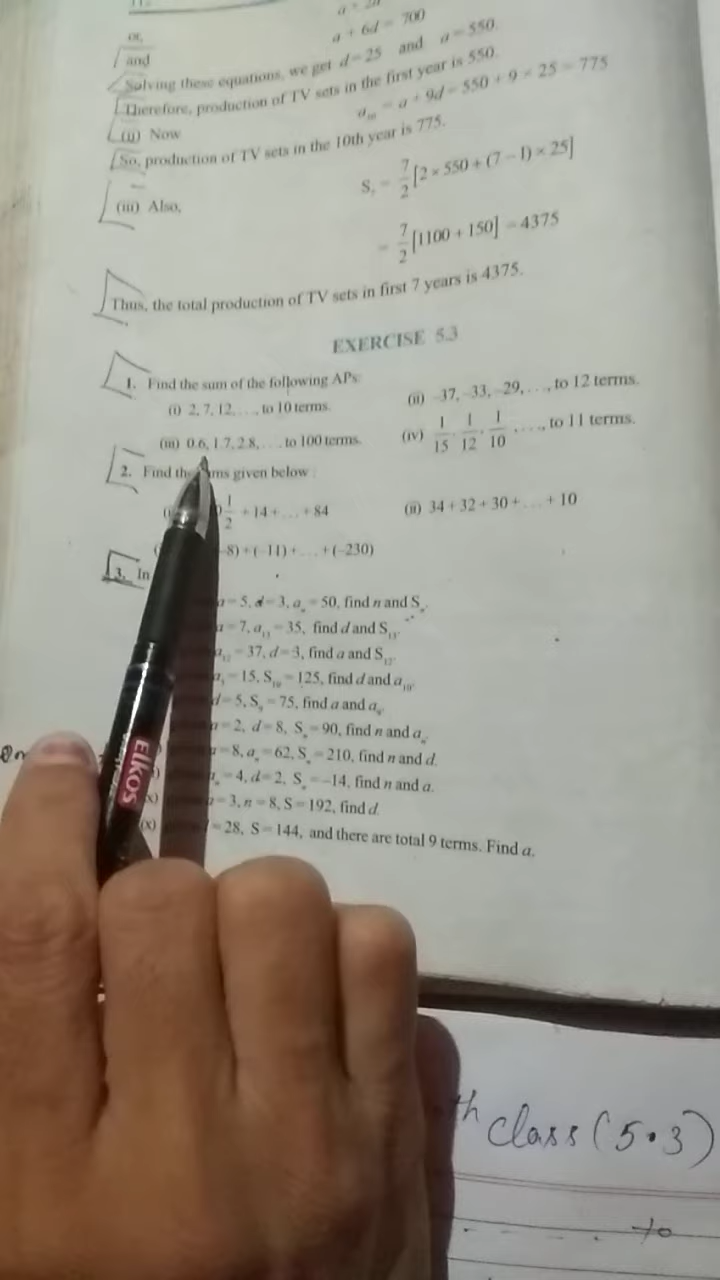 a + 6d = 700
or,
and
Solving these equations, we get d = 25 and a = 550.
Therefore, production of TV sets in the first year is 550.
(ii) Now a₁₀ = a + 9d = 550 + 9 × 25 = 775
So, production of TV sets in the 10th year is 775.
(iii) Also, S₇ = 7/2 [2 × 550 + (7 − 1) × 25]
= 7/2 [1100 + 150] = 4375
Thus, the total production of TV sets in first 7 years is 4375.
EXERCISE 5.3
1. Find the sum of the following APs:
(i) 2, 7, 12, . . ., to 10 terms. (ii) –37, –33, –29, . . ., to 12 terms.
(iii) 0.6, 1.7, 2.8, . . ., to 100 terms. (iv) 1/15, 1/12, 1/10, . . ., to 11 terms.
2. Find the given below :
1/2 + 14 + . . . + 84 (ii) 34 + 32 + 30 + . . . + 10
–8) + (–11) + . . . + (–230)
3. In
a = 5, d = 3, aₙ = 50, find n and Sₙ.
a = 7, a₁₃ = 35, find d and S₁₃.
a₁₂ = 37, d = 3, find a and S₁₂.
a₃ = 15, S₁₀ = 125, find d and a₁₀.
d = 5, S₉ = 75, find a and a₉.
a = 2, d = 8, Sₙ = 90, find n and aₙ.
a = 8, aₙ = 62, Sₙ = 210, find n and d.
aₙ = 4, d = 2, Sₙ = –14, find n and a.
a = 3, n = 8, S = 192, find d.
(x) l = 28, S = 144, and there are total 9 terms. Find a.
Elkos
th class (5.3)
to